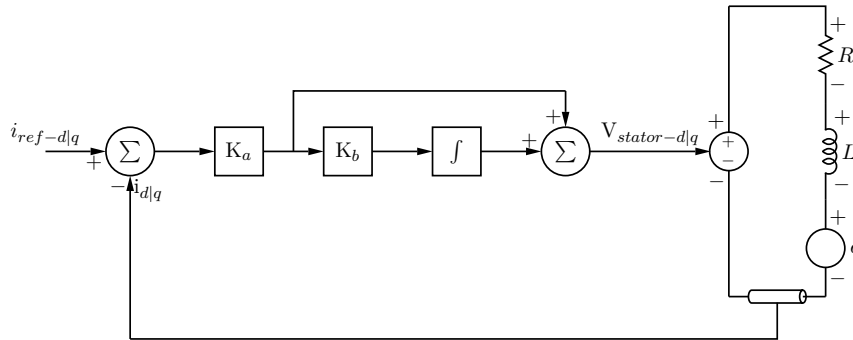 i_{ref-d|q}
+
Σ
−
i_{d|q}
K_a
K_b
∫
+
+
Σ
V_{stator-d|q}
+
+
−
−
+
R
−
+
L
−
+
−